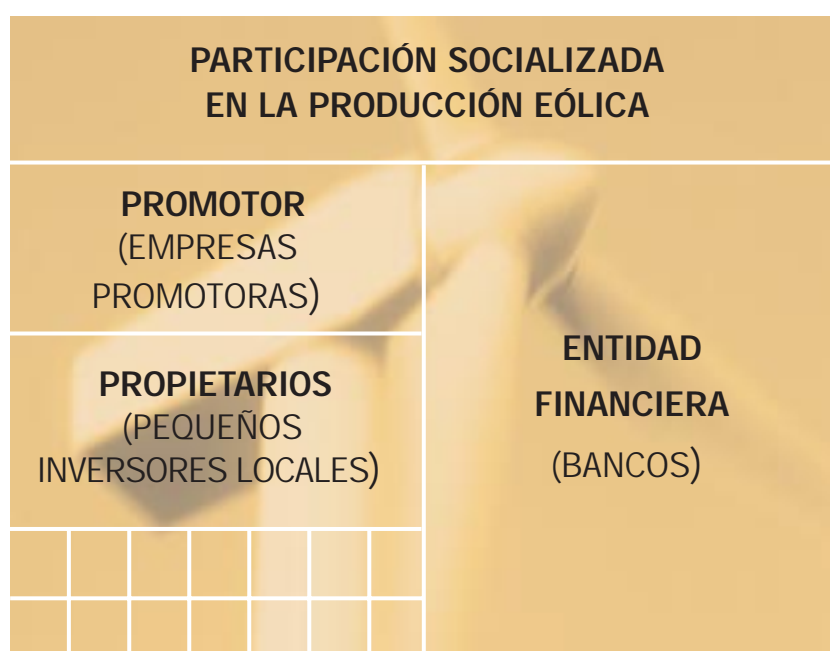 PARTICIPACIÓN SOCIALIZADA
EN LA PRODUCCIÓN EÓLICA
PROMOTOR
(EMPRESAS
PROMOTORAS)
PROPIETARIOS
(PEQUEÑOS
INVERSORES LOCALES)
ENTIDAD
FINANCIERA
(BANCOS)